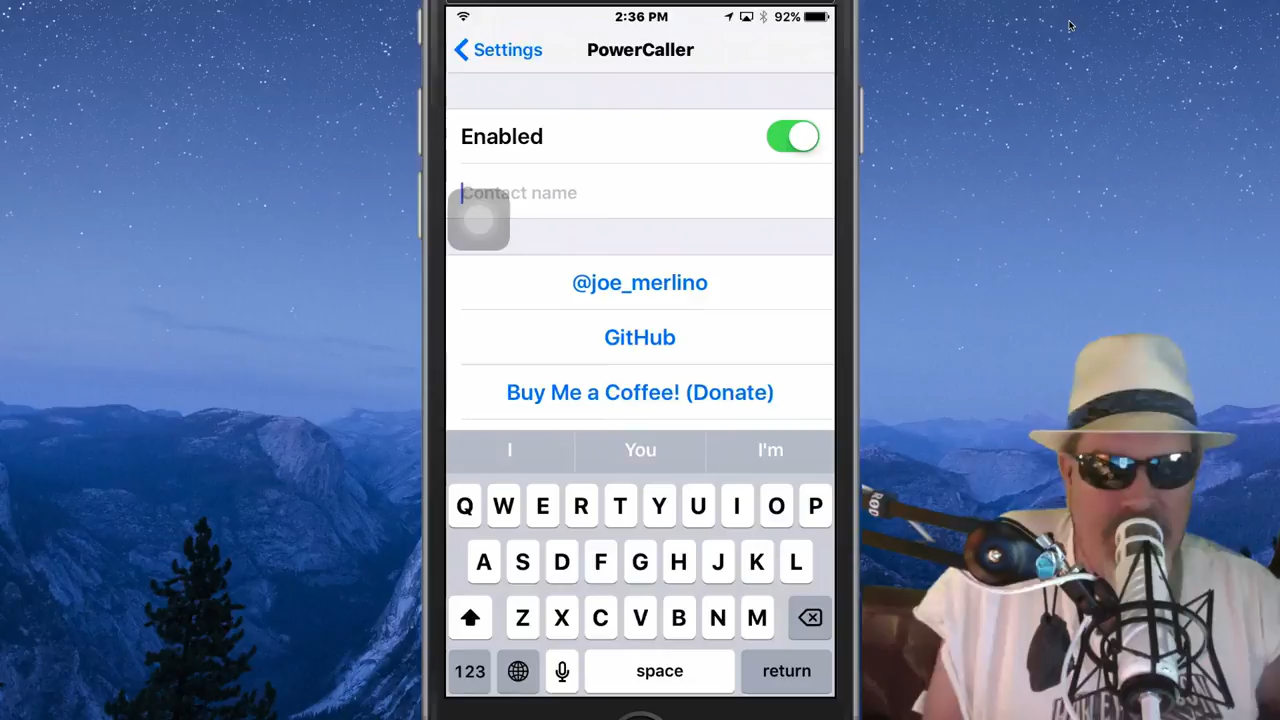 2:36 PM
92%
Settings
PowerCaller
Enabled
Contact name
@joe_merlino
GitHub
Buy Me a Coffee! (Donate)
I You I'm
Q W E R T Y U I O P
A S D F G H J K L
Z X C V B N M
123 space return